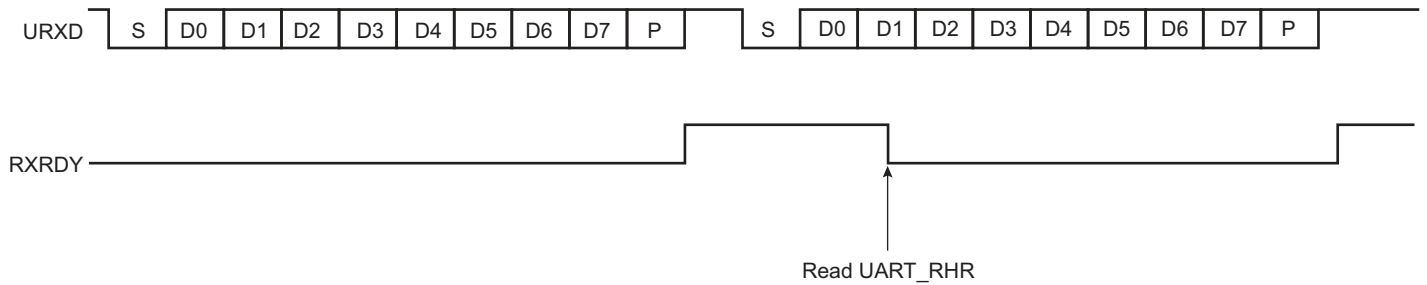 URXD S D0 D1 D2 D3 D4 D5 D6 D7 P S D0 D1 D2 D3 D4 D5 D6 D7 P
RXRDY
Read UART_RHR